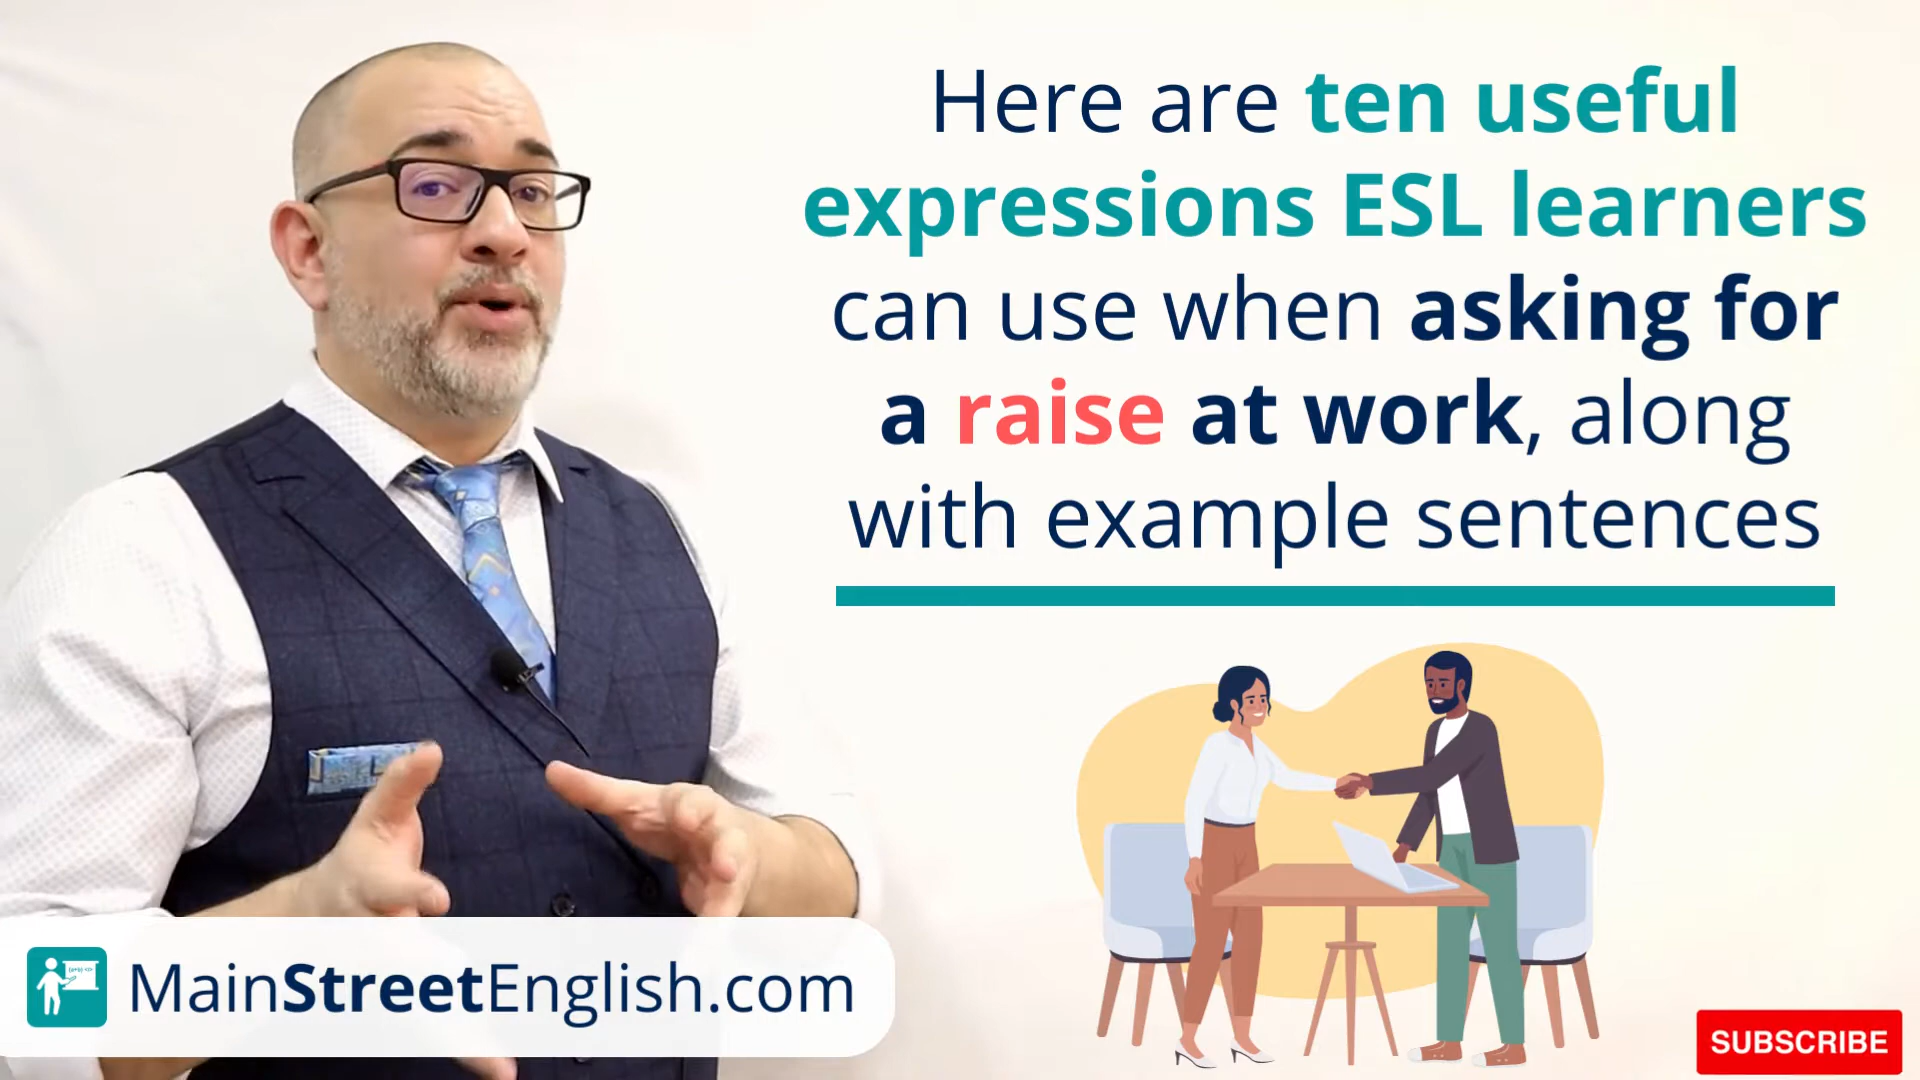 Here are ten useful
expressions ESL learners
can use when asking for
a raise at work, along
with example sentences
MainStreetEnglish.com
SUBSCRIBE